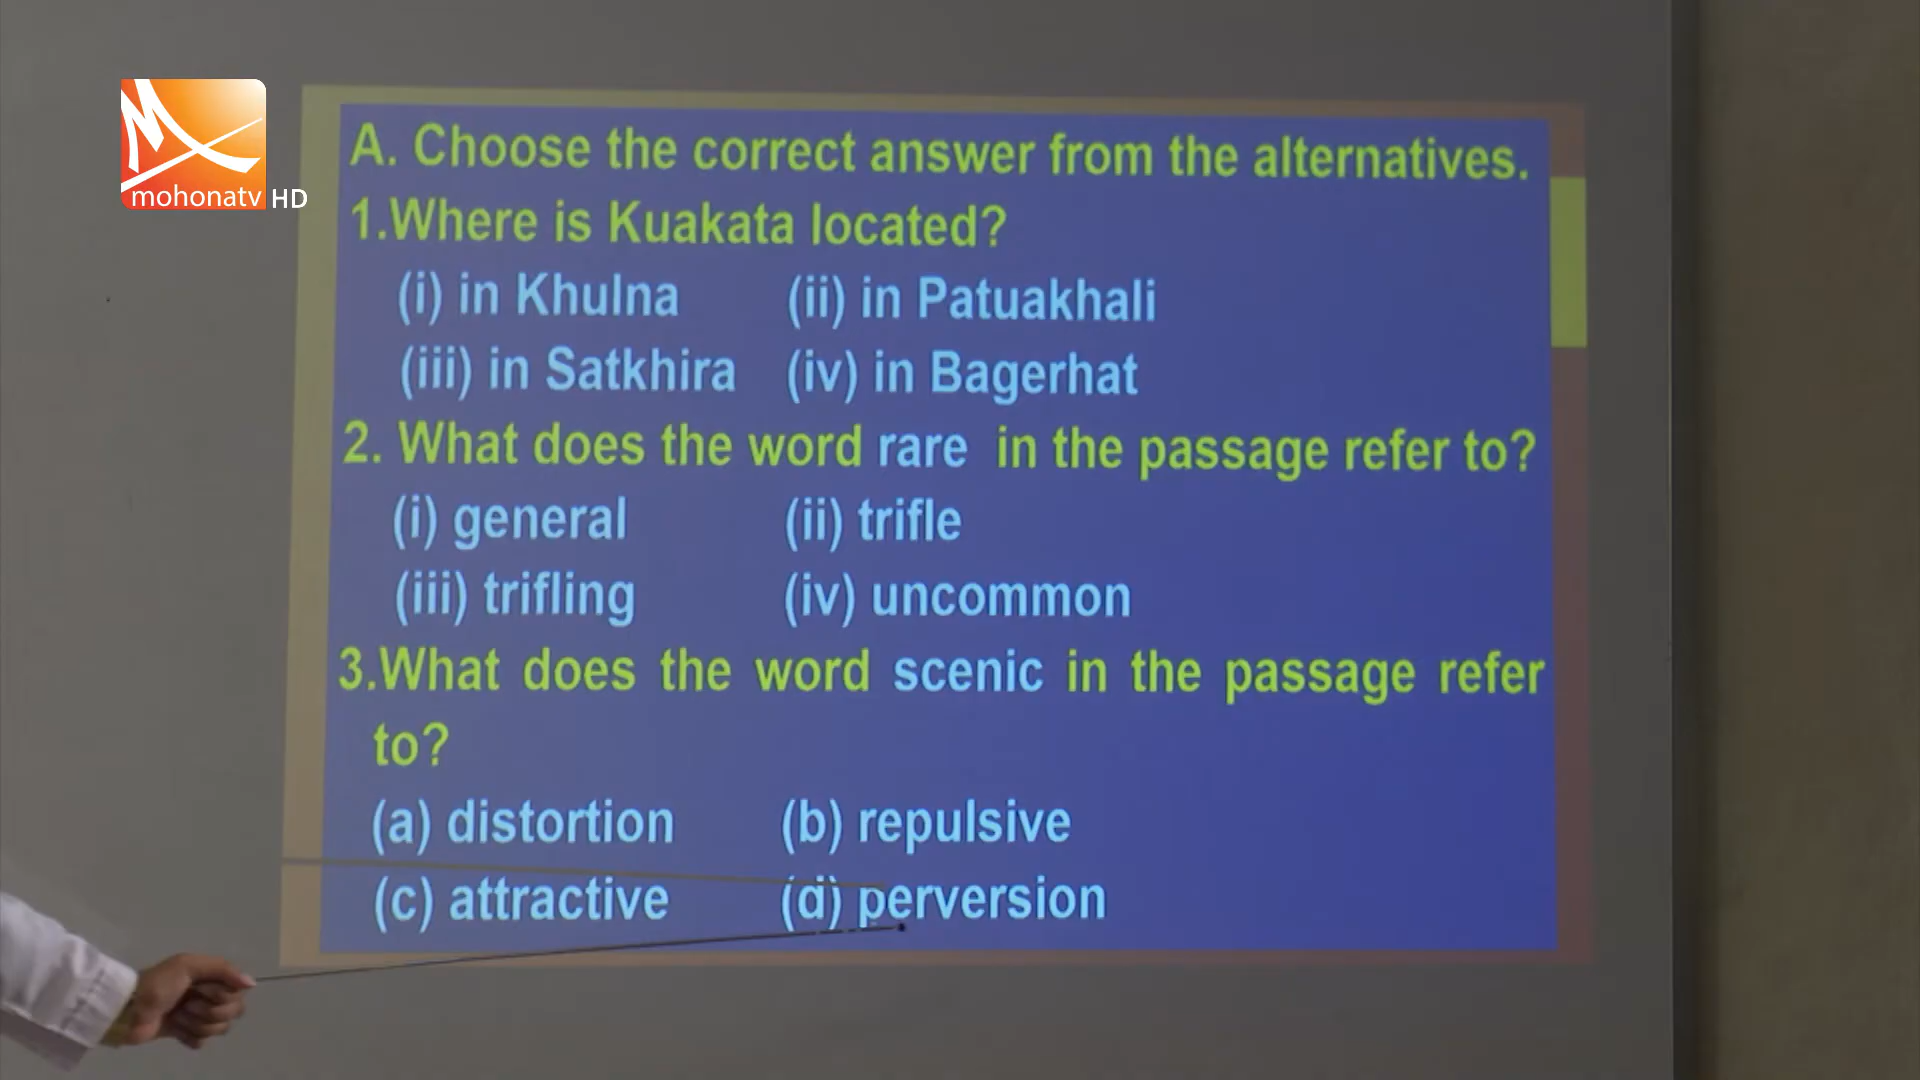 mohonatv HD
A. Choose the correct answer from the alternatives.
1.Where is Kuakata located?
(i) in Khulna (ii) in Patuakhali
(iii) in Satkhira (iv) in Bagerhat
2. What does the word rare in the passage refer to?
(i) general (ii) trifle
(iii) trifling (iv) uncommon
3.What does the word scenic in the passage refer
to?
(a) distortion (b) repulsive
(c) attractive (d) perversion